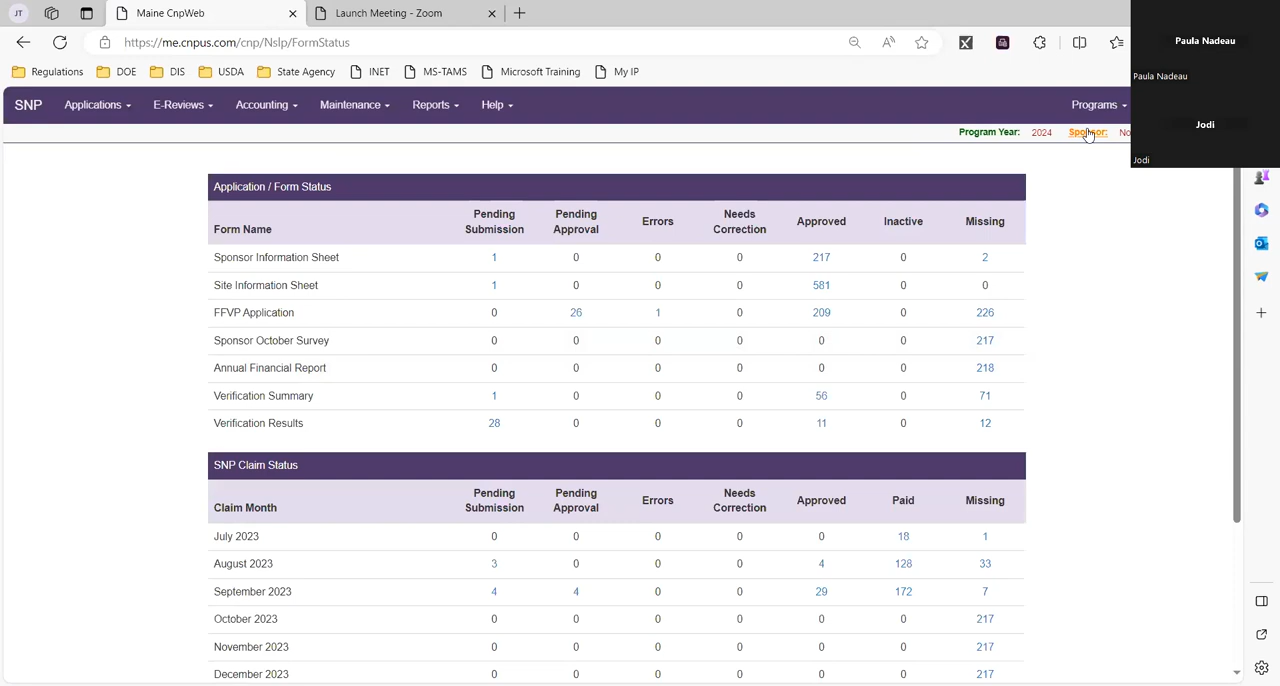 JT Maine CnpWeb Launch Meeting - Zoom
https://me.cnpus.com/cnp/Nslp/FormStatus
Regulations DOE DIS USDA State Agency INET MS-TAMS Microsoft Training My IP
Paula Nadeau
Paula Nadeau
Jodi
Jodi
SNP Applications E-Reviews Accounting Maintenance Reports Help Programs
Program Year: 2024 Sponsor: No
Application / Form Status
Form Name Pending Submission Pending Approval Errors Needs Correction Approved Inactive Missing
Sponsor Information Sheet 1 0 0 0 217 0 2
Site Information Sheet 1 0 0 0 581 0 0
FFVP Application 0 26 1 0 209 0 226
Sponsor October Survey 0 0 0 0 0 0 217
Annual Financial Report 0 0 0 0 0 0 218
Verification Summary 1 0 0 0 56 0 71
Verification Results 28 0 0 0 11 0 12
SNP Claim Status
Claim Month Pending Submission Pending Approval Errors Needs Correction Approved Paid Missing
July 2023 0 0 0 0 0 18 1
August 2023 3 0 0 0 4 128 33
September 2023 4 4 0 0 29 172 7
October 2023 0 0 0 0 0 0 217
November 2023 0 0 0 0 0 0 217
December 2023 0 0 0 0 0 0 217